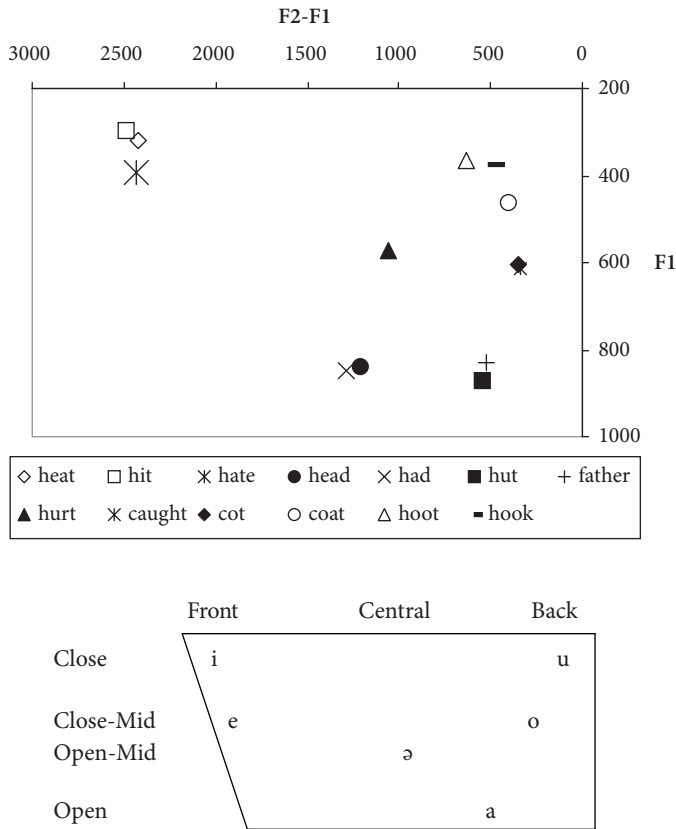 F2-F1
3000 2500 2000 1500 1000 500 0
200
400
600
F1
800
1000
heat hit hate head had hut father
hurt caught cot coat hoot hook
Front Central Back
Close i u
Close-Mid e o
Open-Mid ə
Open a